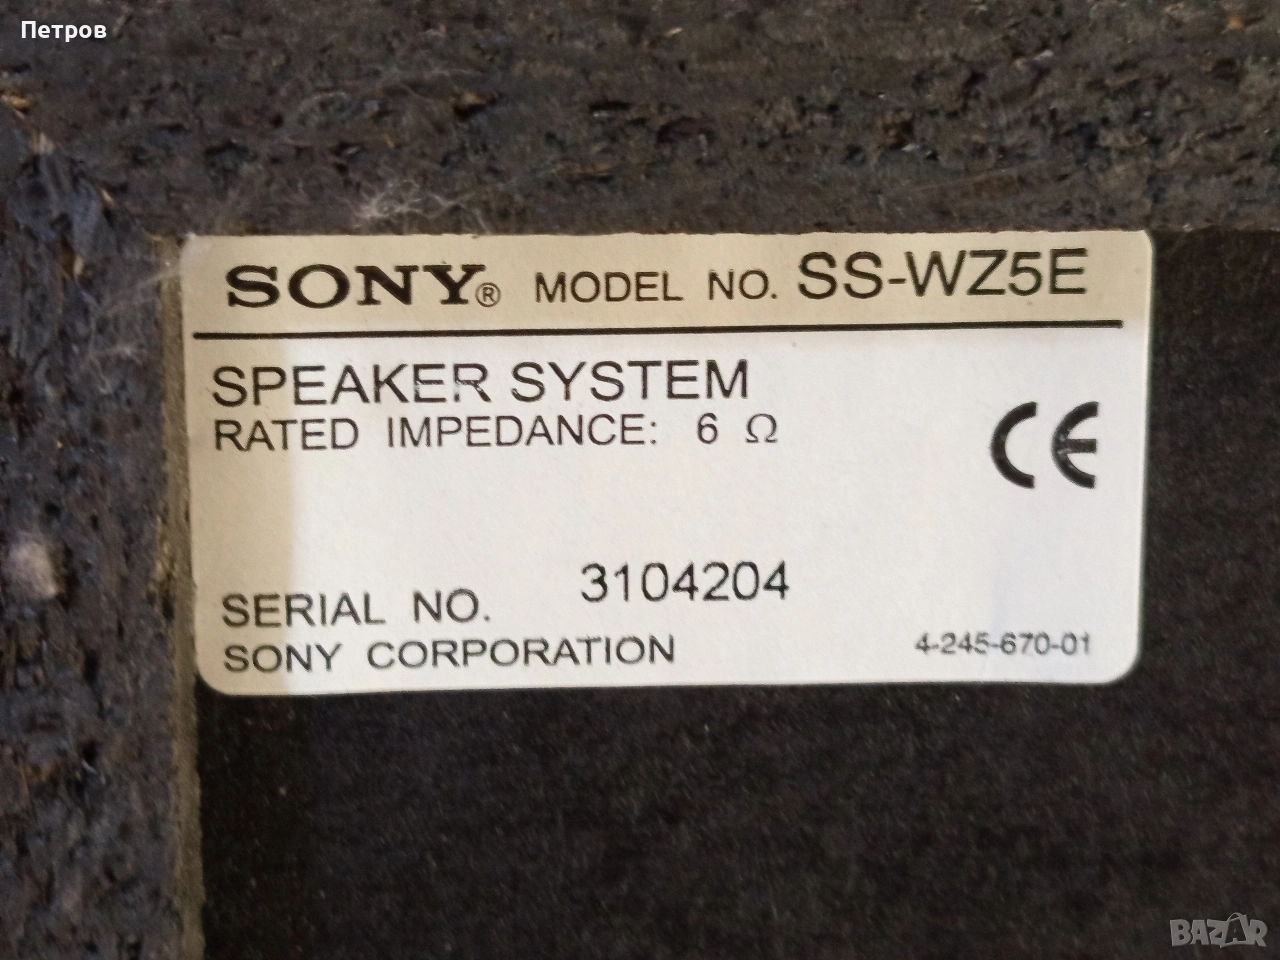 Петров
SONY® MODEL NO. SS-WZ5E
SPEAKER SYSTEM
RATED IMPEDANCE: 6 Ω
CE
SERIAL NO. 3104204
SONY CORPORATION 4-245-670-01
BAZAR